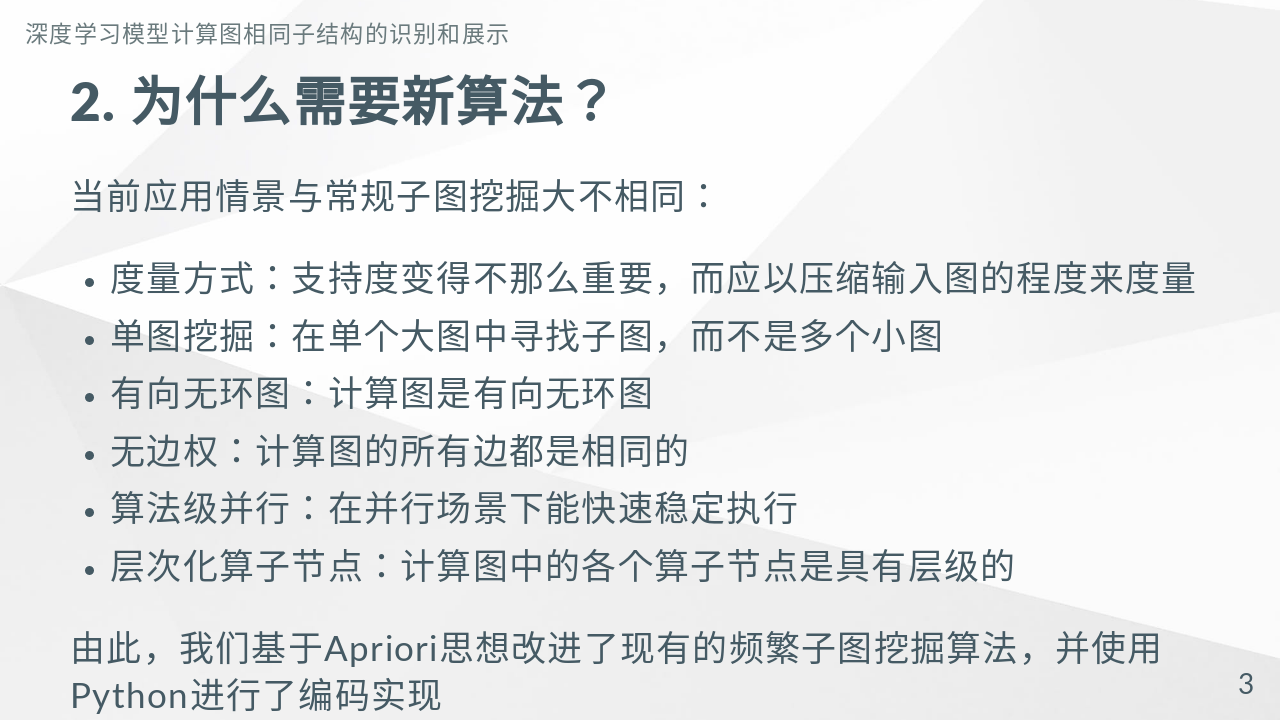 深度学习模型计算图相同子结构的识别和展示
2. 为什么需要新算法？
当前应用情景与常规子图挖掘大不相同：
• 度量方式：支持度变得不那么重要，而应以压缩输入图的程度来度量
• 单图挖掘：在单个大图中寻找子图，而不是多个小图
• 有向无环图：计算图是有向无环图
• 无边权：计算图的所有边都是相同的
• 算法级并行：在并行场景下能快速稳定执行
• 层次化算子节点：计算图中的各个算子节点是具有层级的
由此，我们基于Apriori思想改进了现有的频繁子图挖掘算法，并使用
Python进行了编码实现
3